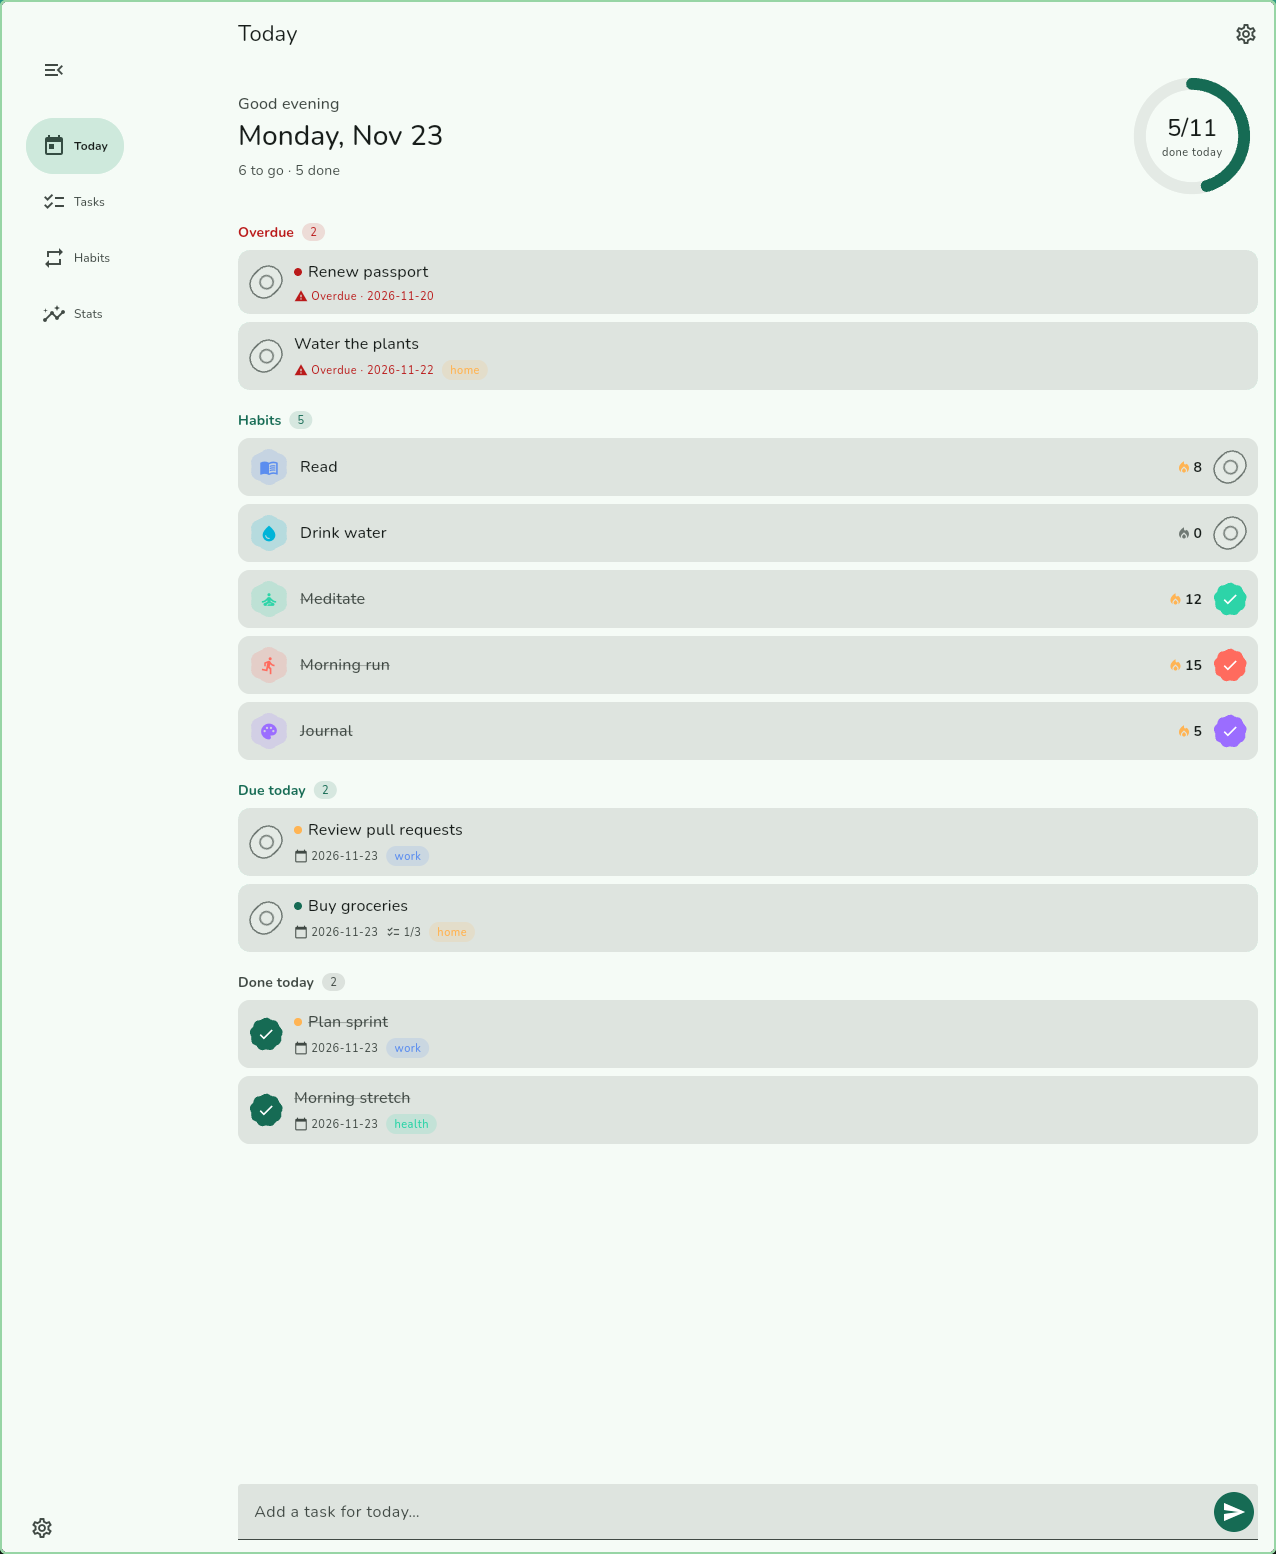 Today
Today
Tasks
Habits
Stats
Good evening
Monday, Nov 23
6 to go · 5 done
5/11
done today
Overdue 2
Renew passport
Overdue · 2026-11-20
Water the plants
Overdue · 2026-11-22 home
Habits 5
Read 8
Drink water 0
Meditate 12
Morning run 15
Journal 5
Due today 2
Review pull requests
2026-11-23 work
Buy groceries
2026-11-23 1/3 home
Done today 2
Plan sprint
2026-11-23 work
Morning stretch
2026-11-23 health
Add a task for today...